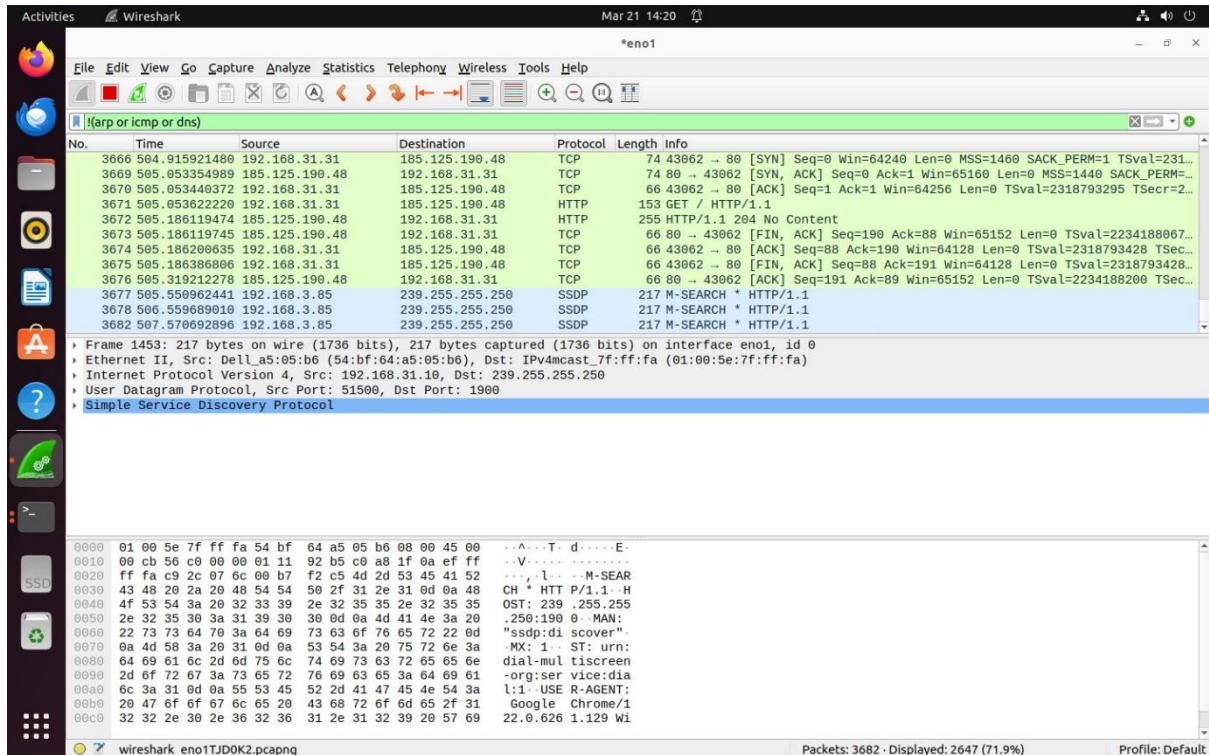 Activities Wireshark Mar 21 14:20
*eno1
File Edit View Go Capture Analyze Statistics Telephony Wireless Tools Help
!(arp or icmp or dns)
No. Time Source Destination Protocol Length Info
3666 504.915921480 192.168.31.31 185.125.190.48 TCP 74 43062 → 80 [SYN] Seq=0 Win=64240 Len=0 MSS=1460 SACK_PERM=1 TSval=231…
3669 505.053354989 185.125.190.48 192.168.31.31 TCP 74 80 → 43062 [SYN, ACK] Seq=0 Ack=1 Win=65160 Len=0 MSS=1440 SACK_PERM=…
3670 505.053440372 192.168.31.31 185.125.190.48 TCP 66 43062 → 80 [ACK] Seq=1 Ack=1 Win=64256 Len=0 TSval=2318793295 TSecr=2…
3671 505.053622220 192.168.31.31 185.125.190.48 HTTP 153 GET / HTTP/1.1
3672 505.186119474 185.125.190.48 192.168.31.31 HTTP 255 HTTP/1.1 204 No Content
3673 505.186119745 185.125.190.48 192.168.31.31 TCP 66 80 → 43062 [FIN, ACK] Seq=190 Ack=88 Win=65152 Len=0 TSval=2234188067…
3674 505.186200635 192.168.31.31 185.125.190.48 TCP 66 43062 → 80 [ACK] Seq=88 Ack=190 Win=64128 Len=0 TSval=2318793428 TSec…
3675 505.186386806 192.168.31.31 185.125.190.48 TCP 66 43062 → 80 [FIN, ACK] Seq=88 Ack=191 Win=64128 Len=0 TSval=2318793428…
3676 505.319212278 185.125.190.48 192.168.31.31 TCP 66 80 → 43062 [ACK] Seq=191 Ack=89 Win=65152 Len=0 TSval=2234188200 TSec…
3677 505.550962441 192.168.3.85 239.255.255.250 SSDP 217 M-SEARCH * HTTP/1.1
3678 506.559689010 192.168.3.85 239.255.255.250 SSDP 217 M-SEARCH * HTTP/1.1
3682 507.570692896 192.168.3.85 239.255.255.250 SSDP 217 M-SEARCH * HTTP/1.1
Frame 1453: 217 bytes on wire (1736 bits), 217 bytes captured (1736 bits) on interface eno1, id 0
Ethernet II, Src: Dell_a5:05:b6 (54:bf:64:a5:05:b6), Dst: IPv4mcast_7f:ff:fa (01:00:5e:7f:ff:fa)
Internet Protocol Version 4, Src: 192.168.31.10, Dst: 239.255.255.250
User Datagram Protocol, Src Port: 51500, Dst Port: 1900
Simple Service Discovery Protocol
0000 01 00 5e 7f ff fa 54 bf 64 a5 05 b6 08 00 45 00 ··^···T· d·····E·
0010 00 cb 56 c0 00 00 01 11 92 b5 c0 a8 1f 0a ef ff ··V····· ········
0020 ff fa c9 2c 07 6c 00 b7 f2 c5 4d 2d 53 45 41 52 ···,·l·· ··M-SEAR
0030 43 48 20 2a 20 48 54 54 50 2f 31 2e 31 0d 0a 48 CH * HTT P/1.1··H
0040 4f 53 54 3a 20 32 33 39 2e 32 35 35 2e 32 35 35 OST: 239 .255.255
0050 2e 32 35 30 3a 31 39 30 30 0d 0a 4d 41 4e 3a 20 .250:190 0··MAN:
0060 22 73 73 64 70 3a 64 69 73 63 6f 76 65 72 22 0d "ssdp:di scover"·
0070 0a 4d 58 3a 20 31 0d 0a 53 54 3a 20 75 72 6e 3a ·MX: 1·· ST: urn:
0080 64 69 61 6c 2d 6d 75 6c 74 69 73 63 72 65 65 6e dial-mul tiscreen
0090 2d 6f 72 67 3a 73 65 72 76 69 63 65 3a 64 69 61 -org:ser vice:dia
00a0 6c 3a 31 0d 0a 55 53 45 52 2d 41 47 45 4e 54 3a l:1··USE R-AGENT:
00b0 20 47 6f 6f 67 6c 65 20 43 68 72 6f 6d 65 2f 31 Google Chrome/1
00c0 32 32 2e 30 2e 36 32 36 31 2e 31 32 39 20 57 69 22.0.626 1.129 Wi
SSD
wireshark_eno1TJD0K2.pcapng Packets: 3682 · Displayed: 2647 (71.9%) Profile: Default